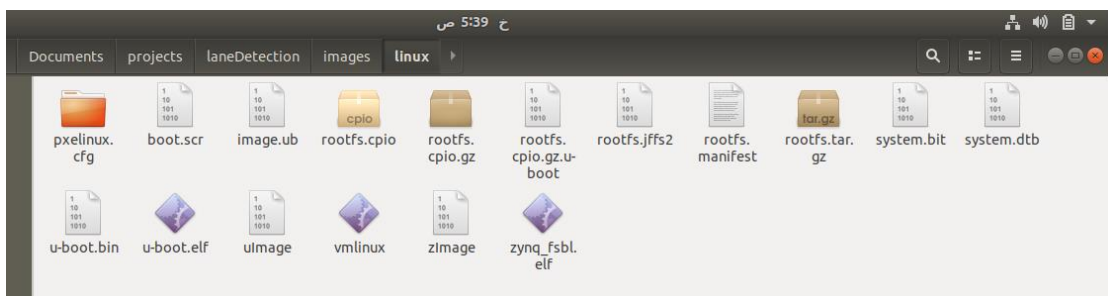 خ 5:39 ص
Documents projects laneDetection images linux
pxelinux.cfg boot.scr image.ub rootfs.cpio rootfs.cpio.gz rootfs.cpio.gz.u-boot rootfs.jffs2 rootfs.manifest rootfs.tar.gz system.bit system.dtb
u-boot.bin u-boot.elf uImage vmlinux zImage zynq_fsbl.elf
cpio
tar.gz